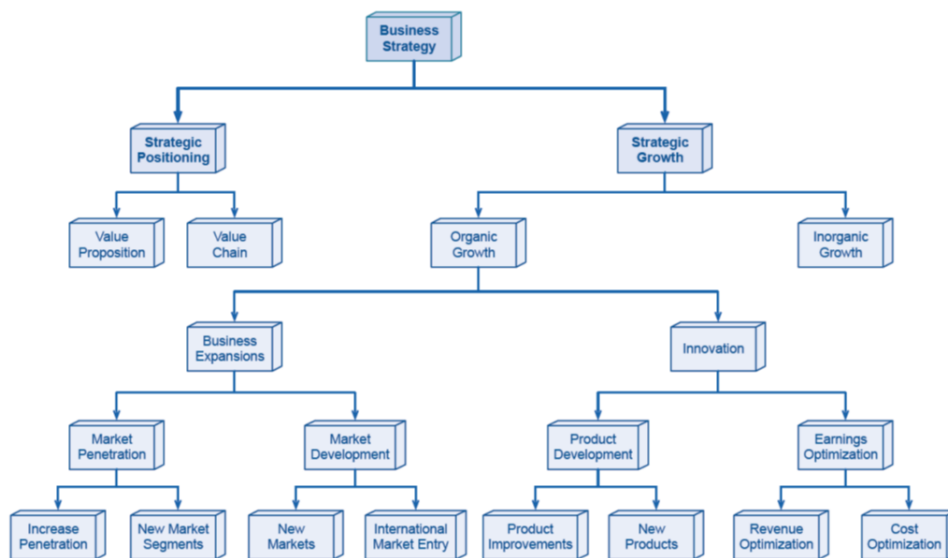 Business
Strategy
Strategic
Positioning
Strategic
Growth
Value
Proposition
Value
Chain
Organic
Growth
Inorganic
Growth
Business
Expansions
Innovation
Market
Penetration
Market
Development
Product
Development
Earnings
Optimization
Increase
Penetration
New Market
Segments
New
Markets
International
Market Entry
Product
Improvements
New
Products
Revenue
Optimization
Cost
Optimization